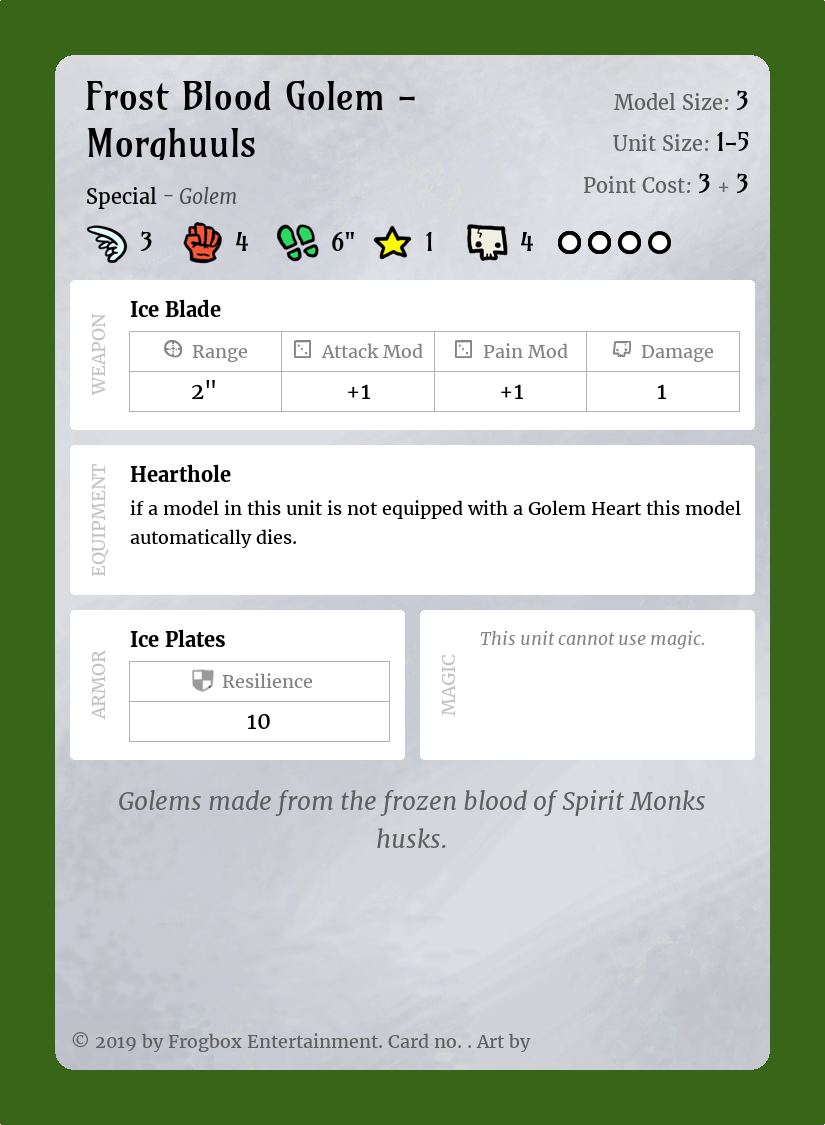 Frost Blood Golem –
Morghuuls
Model Size: 3
Unit Size: 1–5
Point Cost: 3 + 3
Special – Golem
3 4 6" 1 4
WEAPON
Ice Blade
Range Attack Mod Pain Mod Damage
2" +1 +1 1
EQUIPMENT
Hearthole
if a model in this unit is not equipped with a Golem Heart this model
automatically dies.
ARMOR
Ice Plates
Resilience
10
MAGIC
This unit cannot use magic.
Golems made from the frozen blood of Spirit Monks
husks.
© 2019 by Frogbox Entertainment. Card no. . Art by